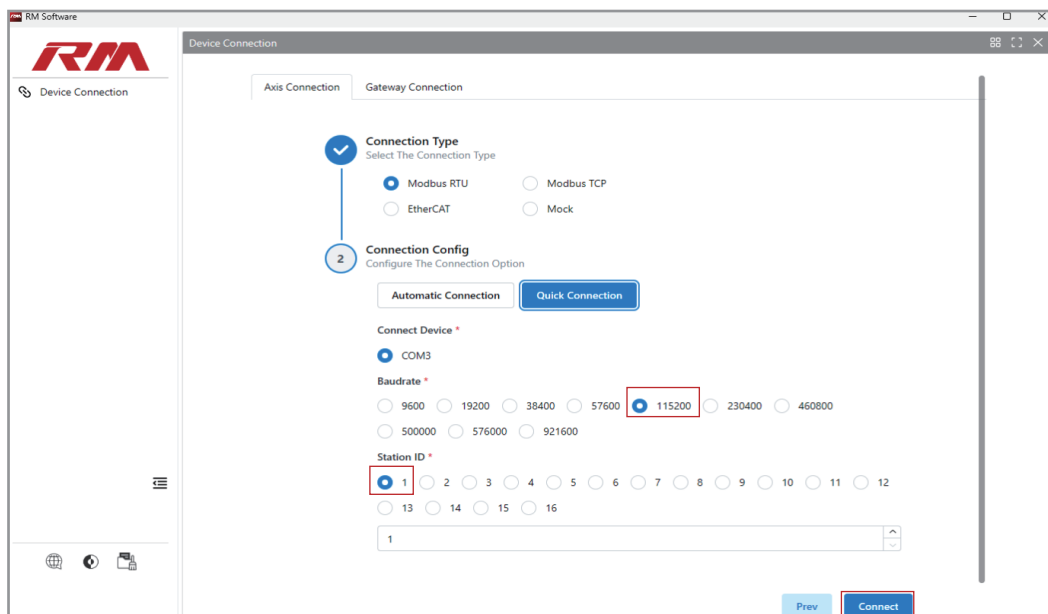 RM Software
RM
Device Connection
Device Connection
Axis Connection Gateway Connection
Connection Type
Select The Connection Type
Modbus RTU Modbus TCP
EtherCAT Mock
2 Connection Config
Configure The Connection Option
Automatic Connection Quick Connection
Connect Device *
COM3
Baudrate *
9600 19200 38400 57600 115200 230400 460800
500000 576000 921600
Station ID *
1 2 3 4 5 6 7 8 9 10 11 12
13 14 15 16
1
Prev Connect